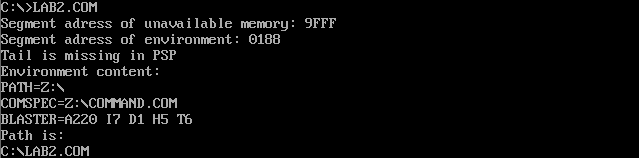 C:\>LAB2.COM
Segment adress of unavailable memory: 9FFF
Segment adress of environment: 0188
Tail is missing in PSP
Environment content:
PATH=Z:\
COMSPEC=Z:\COMMAND.COM
BLASTER=A220 I7 D1 H5 T6
Path is:
C:\LAB2.COM